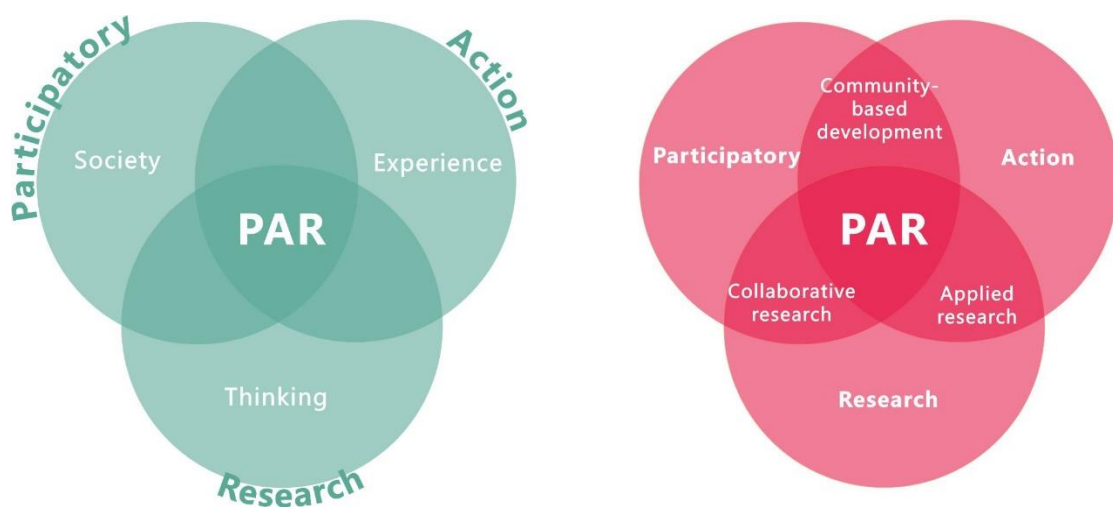 Participatory
Action
Society
Experience
PAR
Thinking
Research
Community-
based
development
Participatory
Action
PAR
Collaborative
research
Applied
research
Research